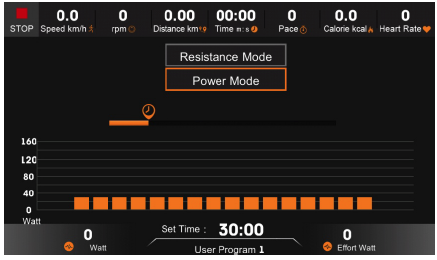 0.0 0 0.00 00:00 0 0.0 0
STOP Speed km/h rpm Distance km Time m: s Pace Calorie kcal Heart Rate
Resistance Mode
Power Mode
160
120
80
40
0
Watt
0 Set Time : 30:00 0
Watt User Program 1 Effort Watt